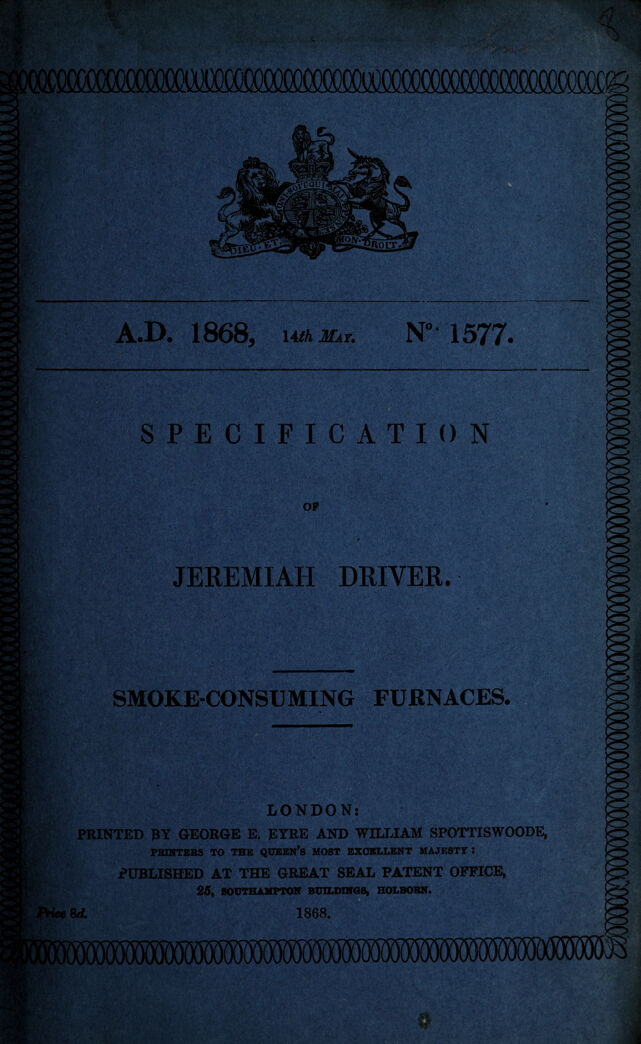 8
DIEU·ET MON·DROIT.
A.D. 1868, 14th MAY. Nº· 1577.
SPECIFICATION
OF
JEREMIAH DRIVER.
SMOKE-CONSUMING FURNACES.
LONDON:
PRINTED BY GEORGE E. EYRE AND WILLIAM SPOTTISWOODE,
PRINTERS TO THE QUEEN'S MOST EXCELLENT MAJESTY:
PUBLISHED AT THE GREAT SEAL PATENT OFFICE,
25, SOUTHAMPTON BUILDINGS, HOLBORN.
Price 8d. 1868.